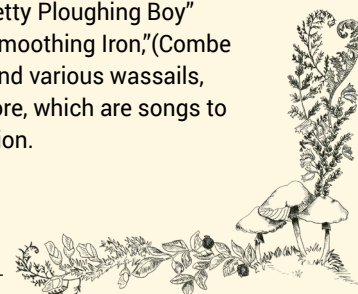 etty Ploughing Boy”
moothing Iron,”(Combe
nd various wassails,
ore, which are songs to
ion.